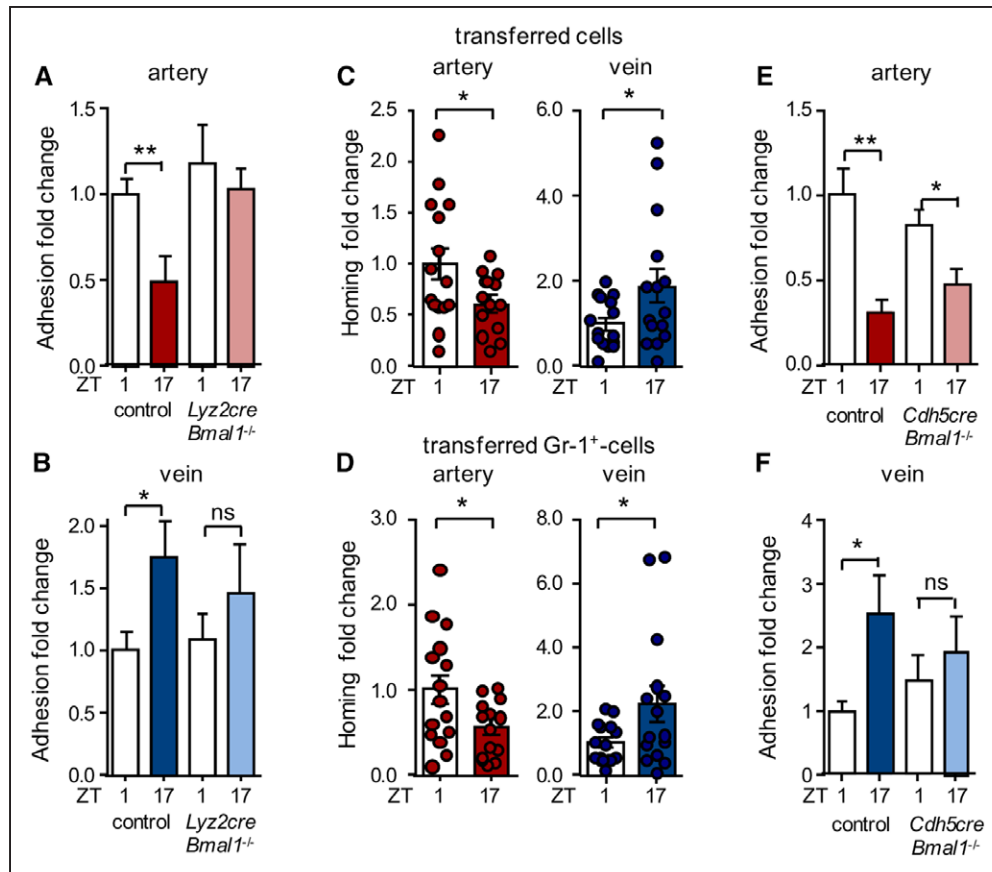 A
artery
Adhesion fold change
1.5
1.0
0.5
0.0
**
ZT 1 17 1 17
control Lyz2cre
Bmal1-/-
B
vein
Adhesion fold change
2.0
1.5
1.0
0.5
0.0
*
ns
ZT 1 17 1 17
control Lyz2cre
Bmal1-/-
transferred cells
C
artery
Homing fold change
2.5
2.0
1.5
1.0
0.5
0.0
*
ZT 1 17
vein
6.0
4.0
2.0
0.0
*
1 17
transferred Gr-1+-cells
D
artery
Homing fold change
3.0
2.0
1.0
0.0
*
ZT 1 17
vein
8.0
6.0
4.0
2.0
0.0
*
1 17
E
artery
Adhesion fold change
1.5
1.0
0.5
0.0
**
*
ZT 1 17 1 17
control Cdh5cre
Bmal1-/-
F
vein
Adhesion fold change
4
3
2
1
0
*
ns
ZT 1 17 1 17
control Cdh5cre
Bmal1-/-